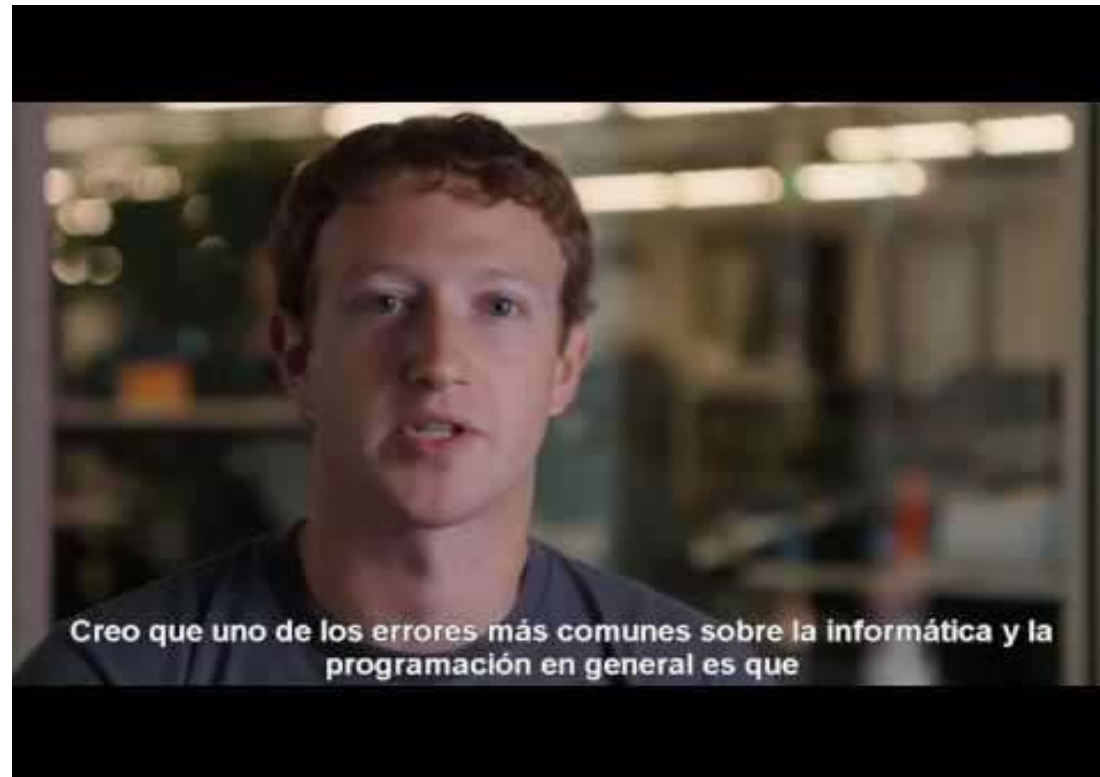 Creo que uno de los errores más comunes sobre la informática y la
programación en general es que